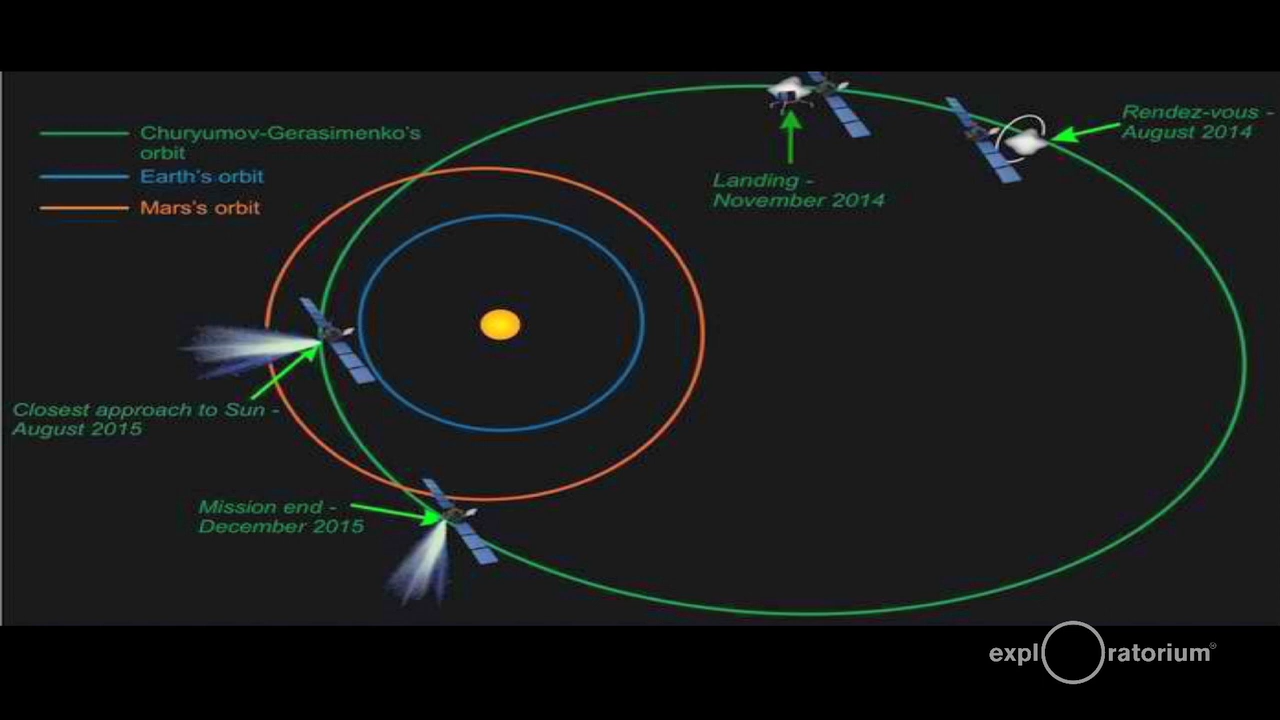 Churyumov-Gerasimenko's
orbit
Earth's orbit
Mars's orbit
Rendez-vous -
August 2014
Landing -
November 2014
Closest approach to Sun -
August 2015
Mission end -
December 2015
expl ratorium®